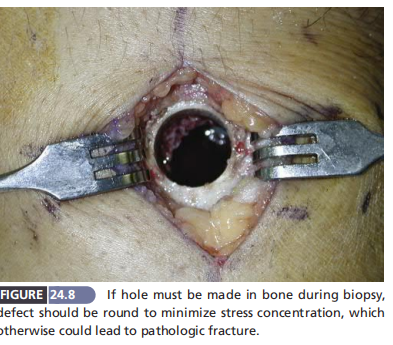 FIGURE 24.8 If hole must be made in bone during biopsy,
defect should be round to minimize stress concentration, which
otherwise could lead to pathologic fracture.